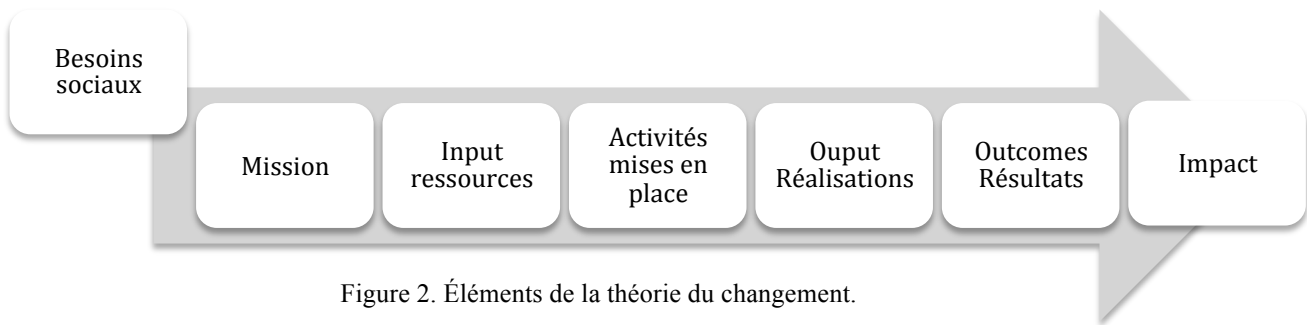 Besoins
sociaux
Mission
Input
ressources
Activités
mises en
place
Ouput
Réalisations
Outcomes
Résultats
Impact
Figure 2. Éléments de la théorie du changement.